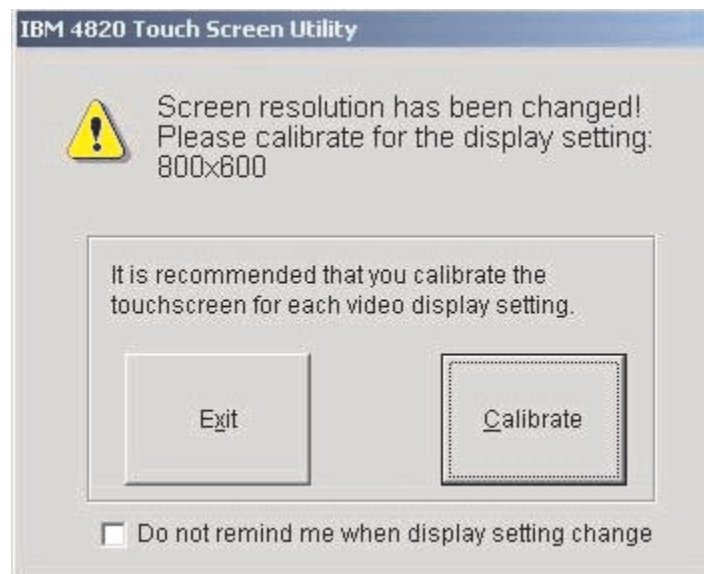 IBM 4820 Touch Screen Utility
Screen resolution has been changed!
Please calibrate for the display setting:
800x600
It is recommended that you calibrate the
touchscreen for each video display setting.
Exit
Calibrate
Do not remind me when display setting change